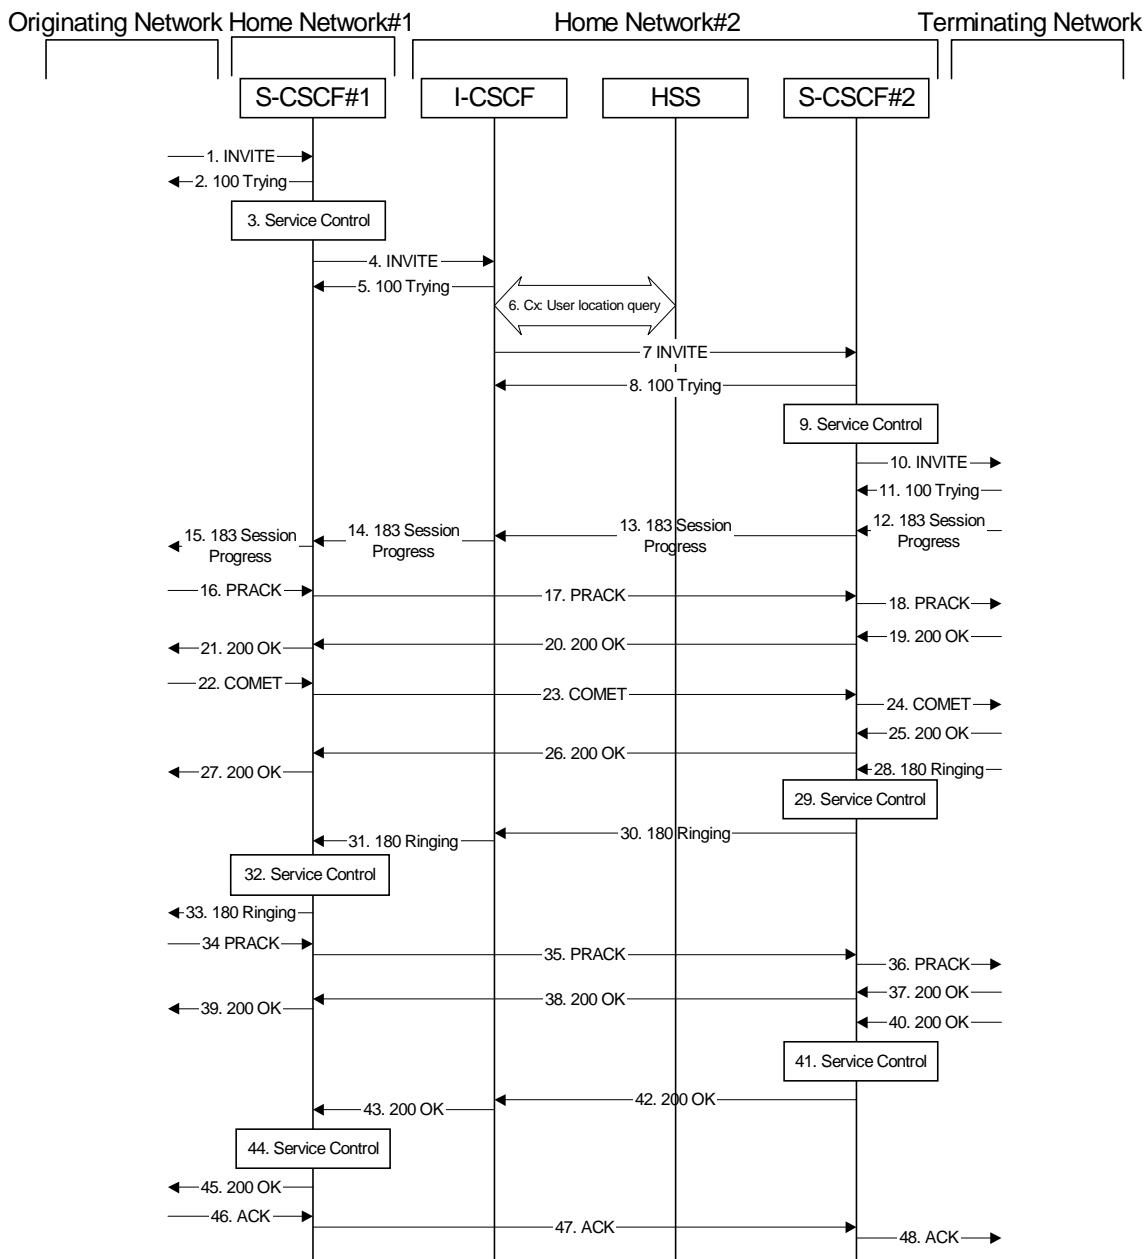 Originating Network Home Network#1 Home Network#2 Terminating Network
S-CSCF#1 I-CSCF HSS S-CSCF#2
1. INVITE
2. 100 Trying
3. Service Control
4. INVITE
5. 100 Trying
6. Cx: User location query
7 INVITE
8. 100 Trying
9. Service Control
10. INVITE
11. 100 Trying
12. 183 Session
Progress
13. 183 Session
Progress
14. 183 Session
Progress
15. 183 Session
Progress
16. PRACK
17. PRACK
18. PRACK
19. 200 OK
20. 200 OK
21. 200 OK
22. COMET
23. COMET
24. COMET
25. 200 OK
26. 200 OK
27. 200 OK
28. 180 Ringing
29. Service Control
30. 180 Ringing
31. 180 Ringing
32. Service Control
33. 180 Ringing
34 PRACK
35. PRACK
36. PRACK
37. 200 OK
38. 200 OK
39. 200 OK
40. 200 OK
41. Service Control
42. 200 OK
43. 200 OK
44. Service Control
45. 200 OK
46. ACK
47. ACK
48. ACK